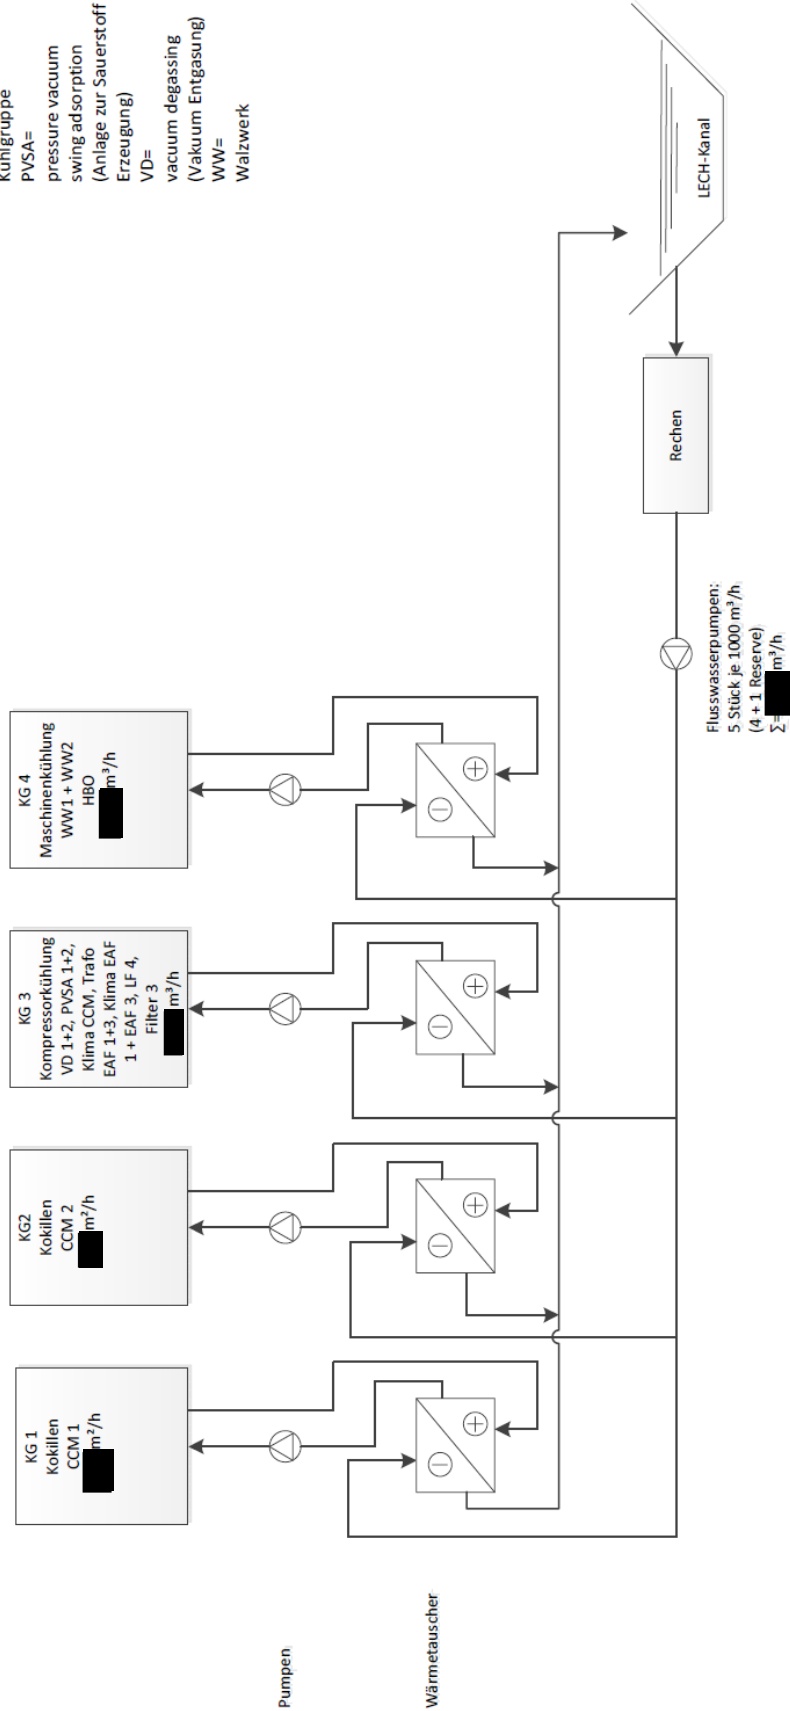 Kühlgruppe
PVSA=
pressure vacuum
swing adsorption
(Anlage zur Sauerstoff
Erzeugung)
VD=
vacuum degassing
(Vakuum Entgasung)
WW=
Walzwerk
KG 1
Kokillen
CCM 1
m²/h
KG2
Kokillen
CCM 2
m²/h
KG 3
Kompressorkühlung
VD 1+2, PVSA 1+2,
Klima CCM, Trafo
EAF 1+3, Klima EAF
1 + EAF 3, LF 4,
Filter 3
m³/h
KG 4
Maschinenkühlung
WW1 + WW2
HBO
m³/h
Pumpen
Wärmetauscher
LECH-Kanal
Rechen
Flusswasserpumpen:
5 Stück je 1000 m³/h
(4 + 1 Reserve)
Σ= m³/h